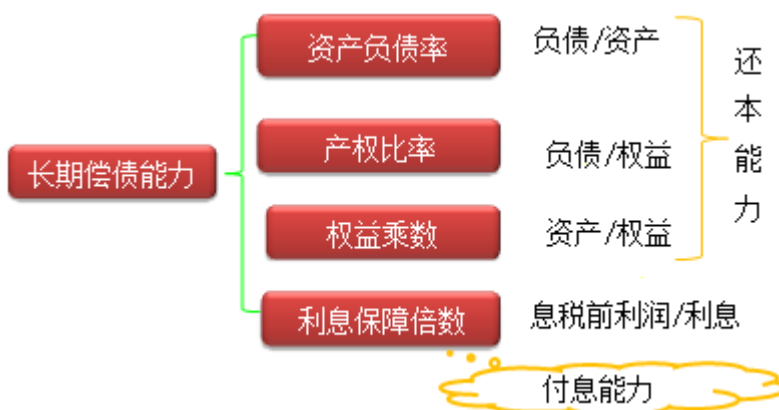 长期偿债能力
资产负债率
负债/资产
产权比率
负债/权益
权益乘数
资产/权益
还本能力
利息保障倍数
息税前利润/利息
付息能力